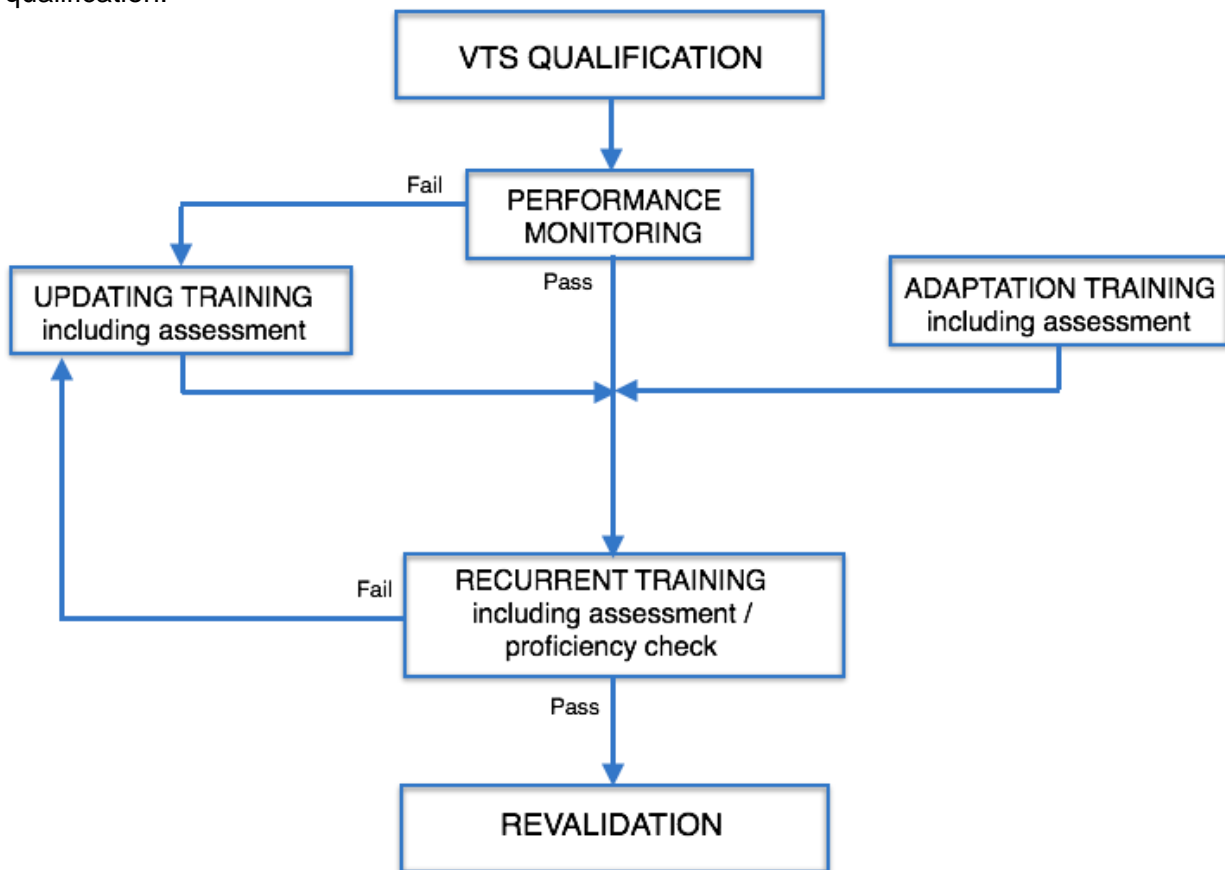 qualification.
VTS QUALIFICATION
Fail
PERFORMANCE
MONITORING
Pass
UPDATING TRAINING
including assessment
ADAPTATION TRAINING
including assessment
Fail
RECURRENT TRAINING
including assessment /
proficiency check
Pass
REVALIDATION